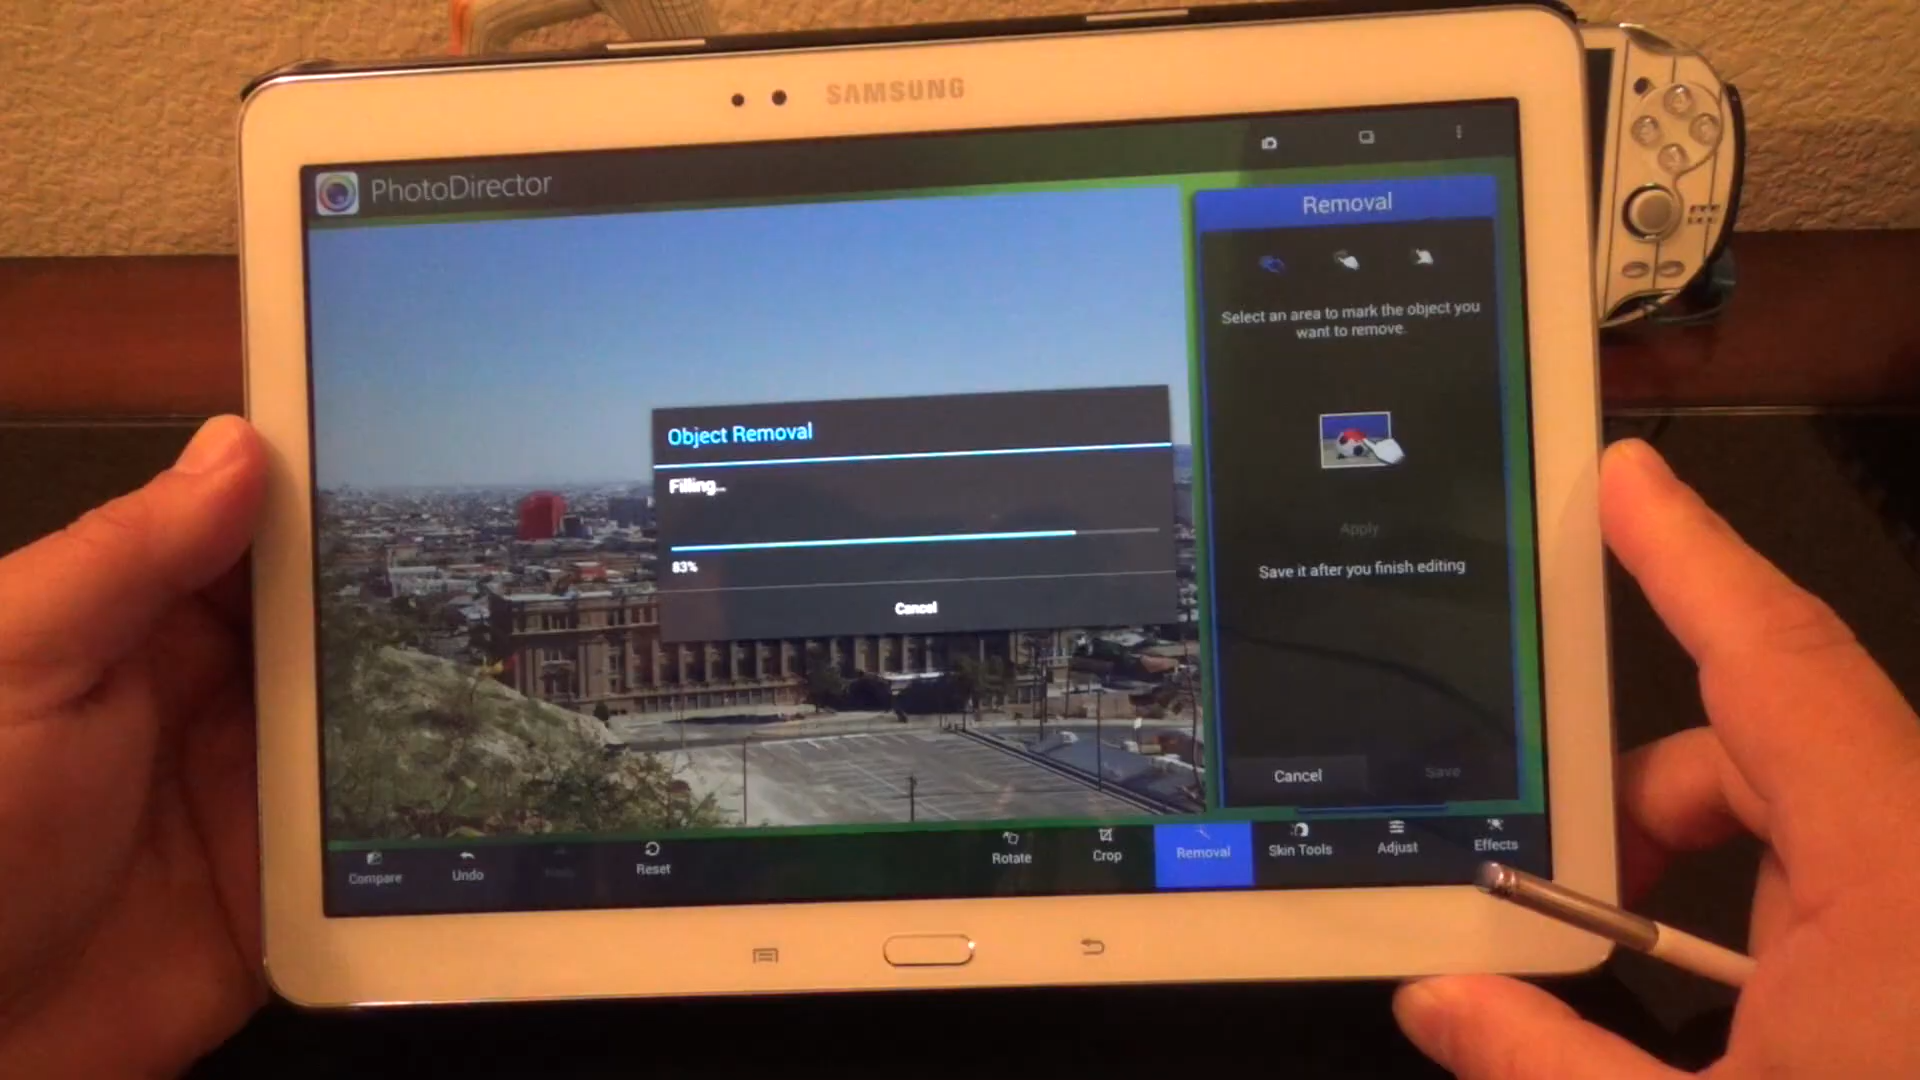 SAMSUNG
PhotoDirector
Removal
Select an area to mark the object you
want to remove.
Object Removal
Filling...
83%
Cancel
Apply
Save it after you finish editing
Cancel
Save
Compare
Undo
Reset
Rotate
Crop
Removal
Skin Tools
Adjust
Effects